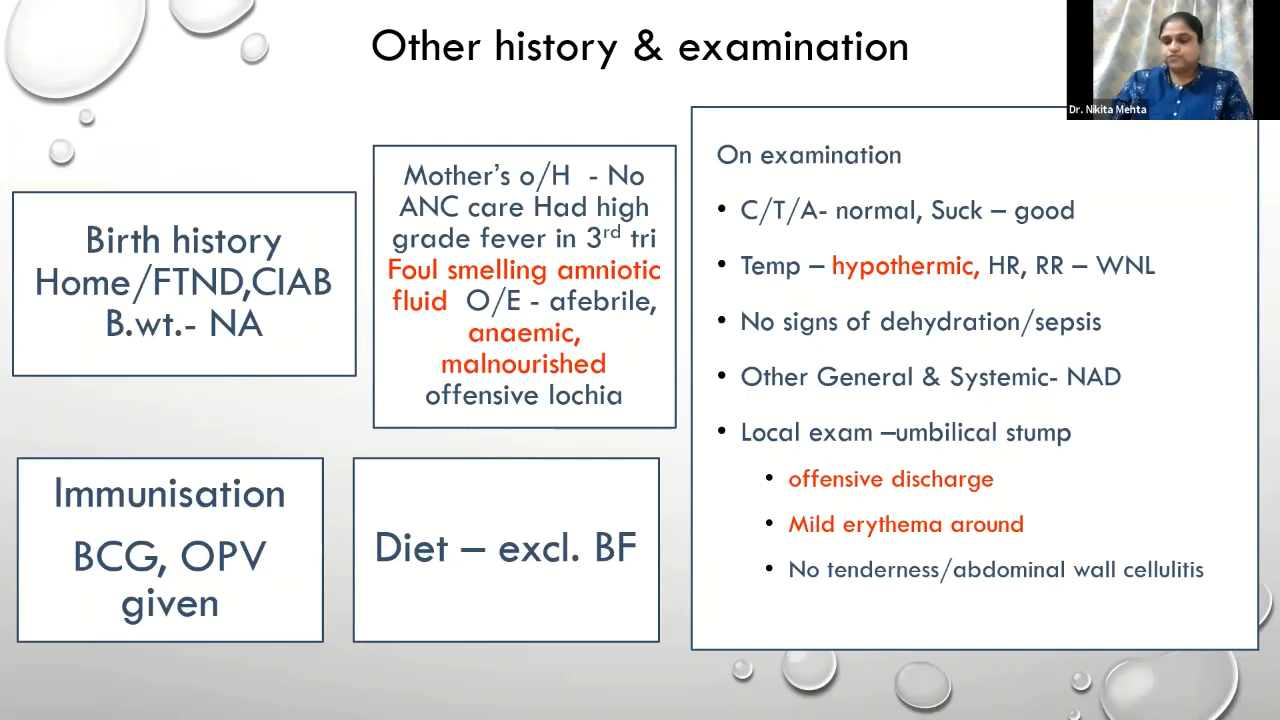 Other history & examination
Dr. Nikita Mehta
Birth history
Home/FTND,CIAB
B.wt.- NA
Mother's o/H - No
ANC care Had high
grade fever in 3rd tri
Foul smelling amniotic
fluid O/E - afebrile,
anaemic,
malnourished
offensive lochia
Immunisation
BCG, OPV
given
Diet – excl. BF
On examination
• C/T/A- normal, Suck – good
• Temp – hypothermic, HR, RR – WNL
• No signs of dehydration/sepsis
• Other General & Systemic- NAD
• Local exam –umbilical stump
• offensive discharge
• Mild erythema around
• No tenderness/abdominal wall cellulitis